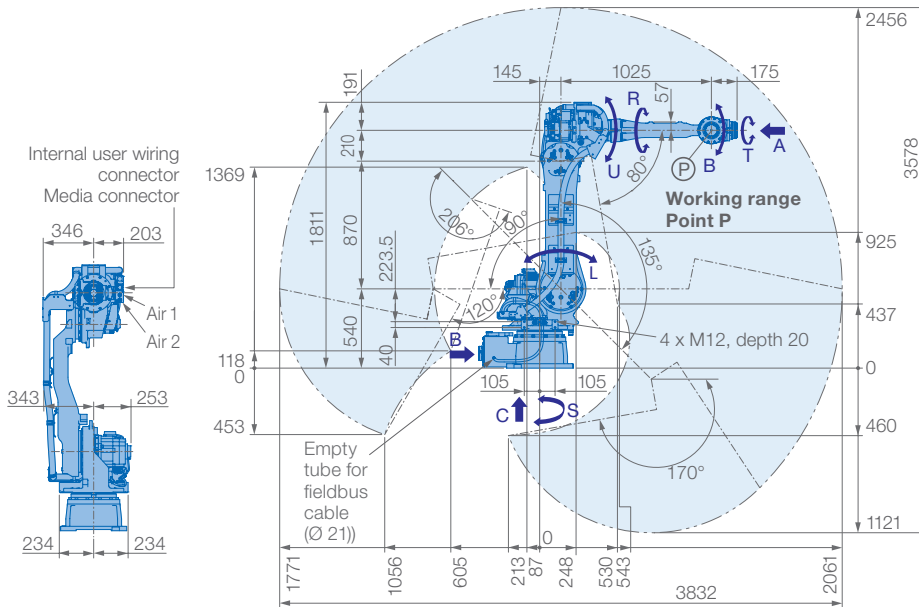 2456
145
1025
175
191
57
R
U
B
T
A
P
210
80°
Working range
Point P
3578
Internal user wiring
connector
Media connector
1369
1811
870
206°
90°
135°
925
346
203
223.5
L
120°
Air 1
Air 2
540
40
437
4 x M12, depth 20
B
118
0
0
343
253
105
105
C
S
453
460
Empty
tube for
fieldbus
cable
(Ø 21))
170°
234
234
1121
0
1771
1056
605
213
87
248
530
543
2061
3832